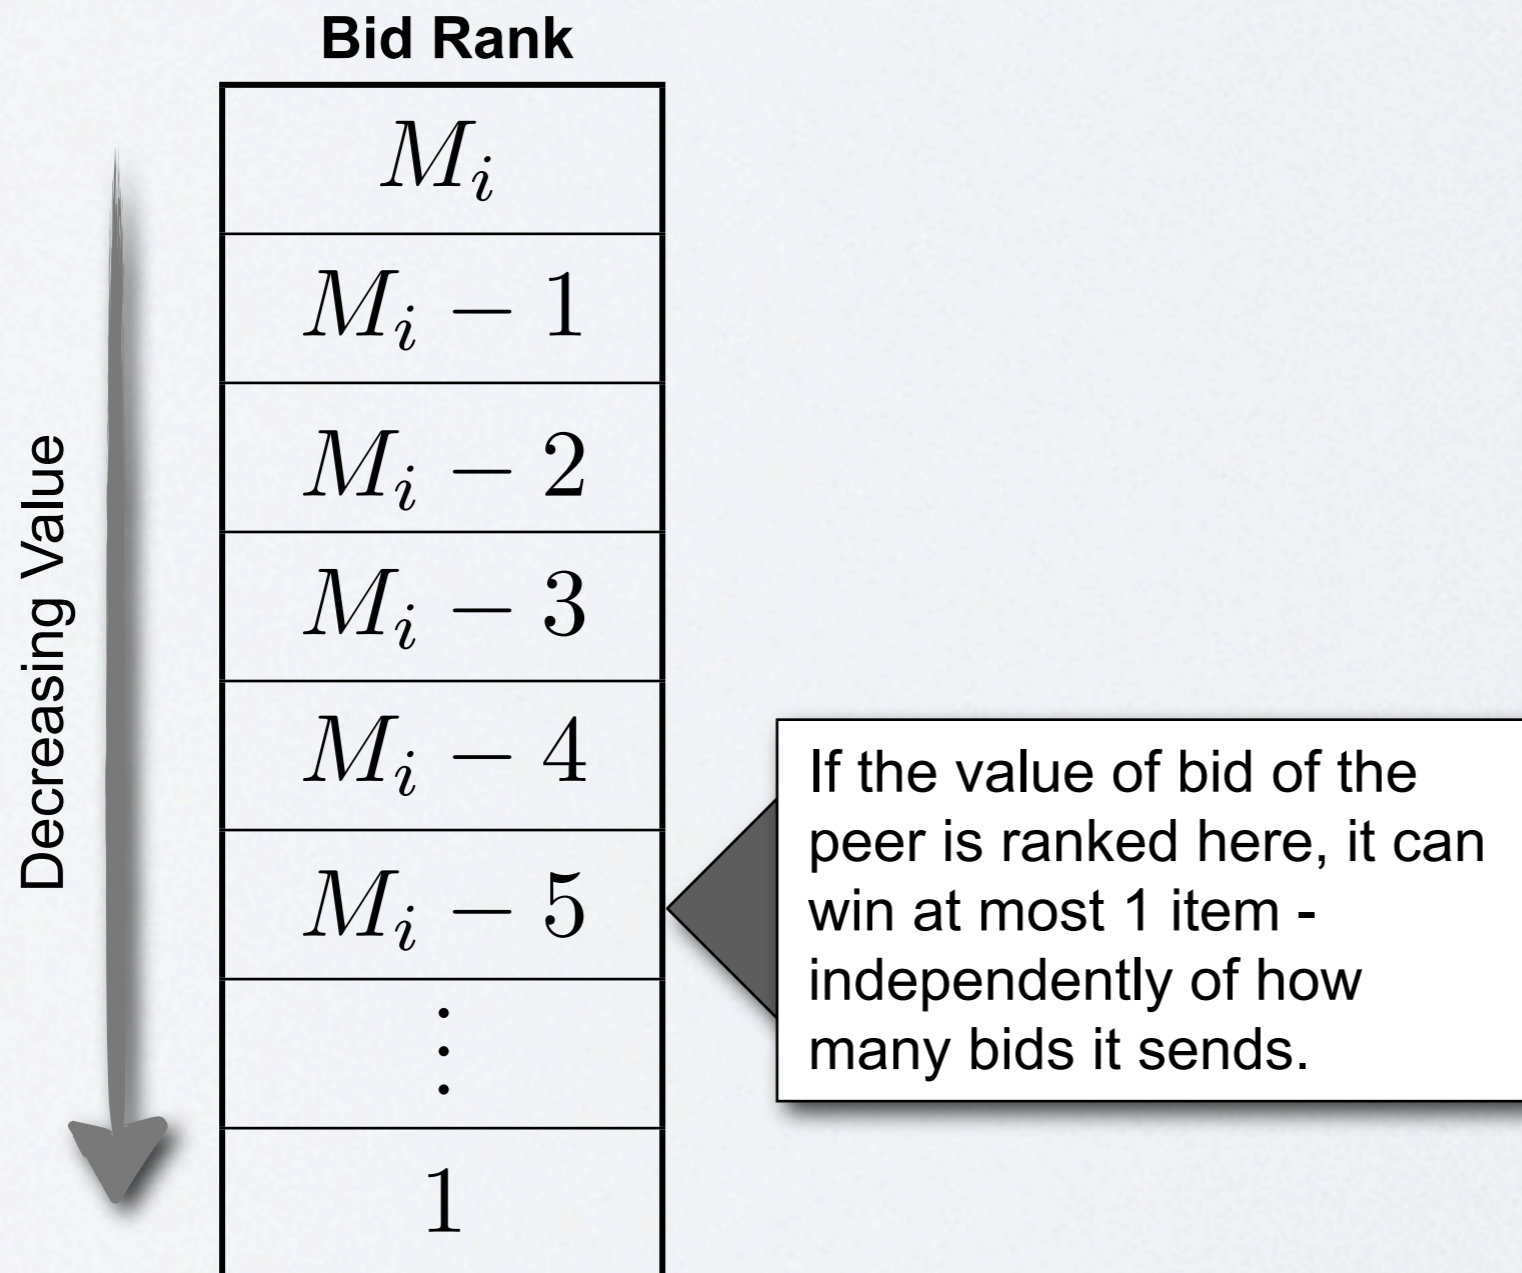 Bid Rank
Decreasing Value
M_i
M_i − 1
M_i − 2
M_i − 3
M_i − 4
M_i − 5
⋮
1
If the value of bid of the
peer is ranked here, it can
win at most 1 item -
independently of how
many bids it sends.